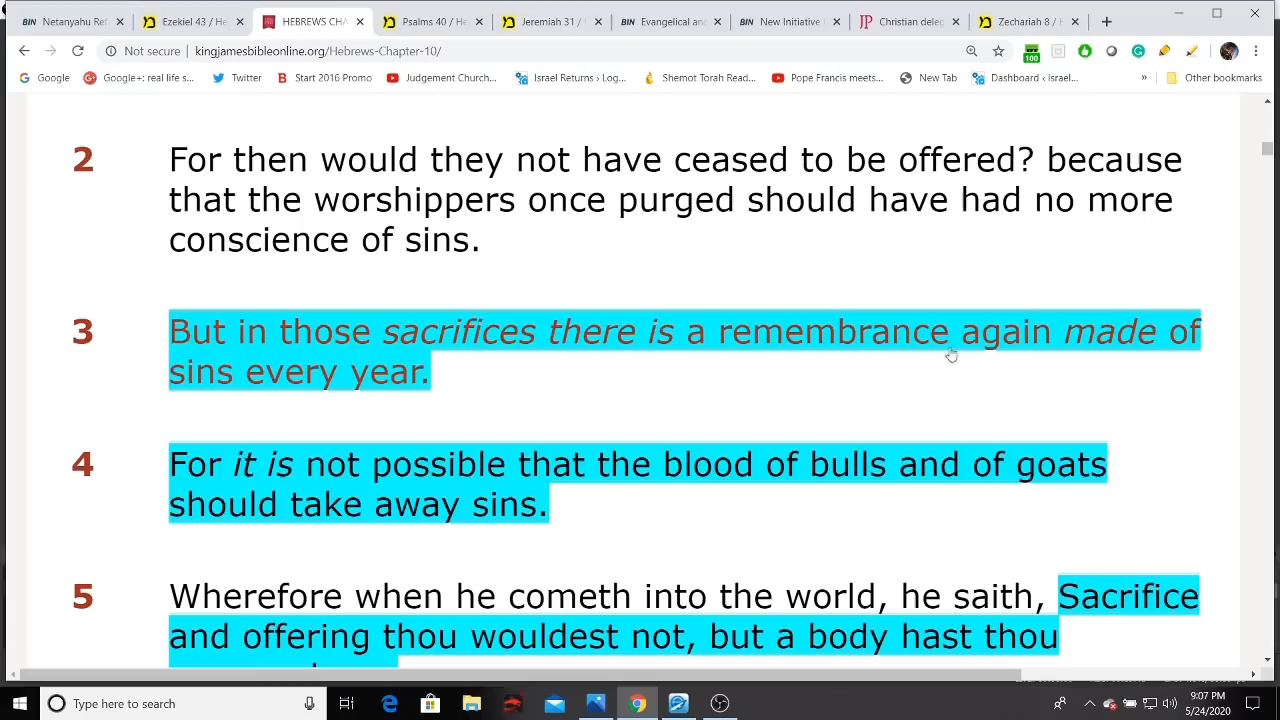 Netanyahu Ref
Ezekiel 43 / He
HEBREWS CHA
Psalms 40 / He
Jeremiah 31 / H
BIN Evangelical and
BIN New Initiative
JP Christian deleg
Zechariah 8 / H
Not secure | kingjamesbibleonline.org/Hebrews-Chapter-10/
100
Google
Google+: real life s...
Twitter
Start 2016 Promo
Judgement Church...
Israel Returns › Log...
Shemot Torah Read...
Pope Francis meets...
New Tab
Dashboard ‹ Israel...
»
Other bookmarks
2 For then would they not have ceased to be offered? because
that the worshippers once purged should have had no more
conscience of sins.
3 But in those sacrifices there is a remembrance again made of
sins every year.
4 For it is not possible that the blood of bulls and of goats
should take away sins.
5 Wherefore when he cometh into the world, he saith, Sacrifice
and offering thou wouldest not, but a body hast thou
Type here to search
9:07 PM
5/24/2020